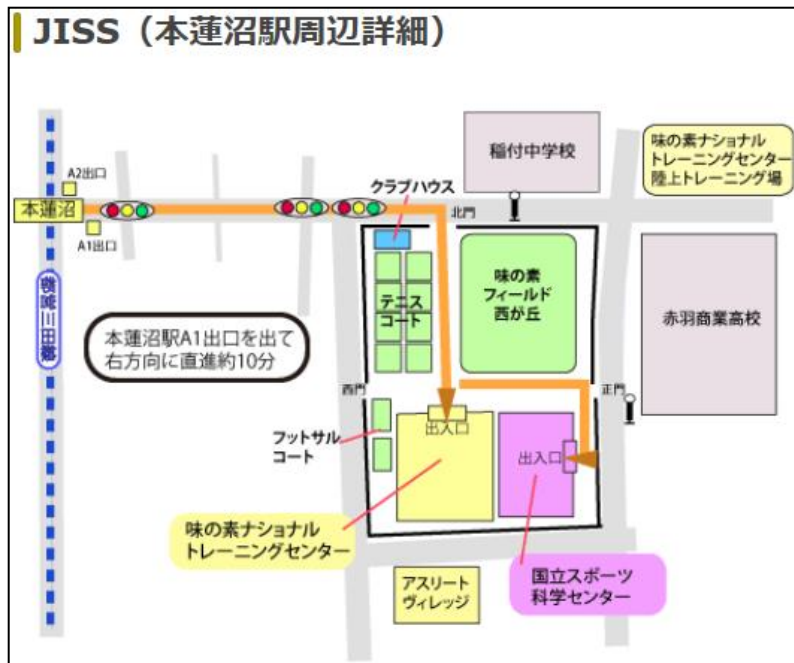 JISS（本蓮沼駅周辺詳細）
稲付中学校
味の素ナショナル
トレーニングセンター
陸上トレーニング場
A2出口
クラブハウス
本蓮沼
北門
A1出口
味の素
フィールド
西が丘
テニス
コート
赤羽商業高校
本蓮沼駅A1出口を出て
右方向に直進約10分
西門
正門
出入口
フットサル
コート
出入口
味の素ナショナル
トレーニングセンター
国立スポーツ
科学センター
アスリート
ヴィレッジ